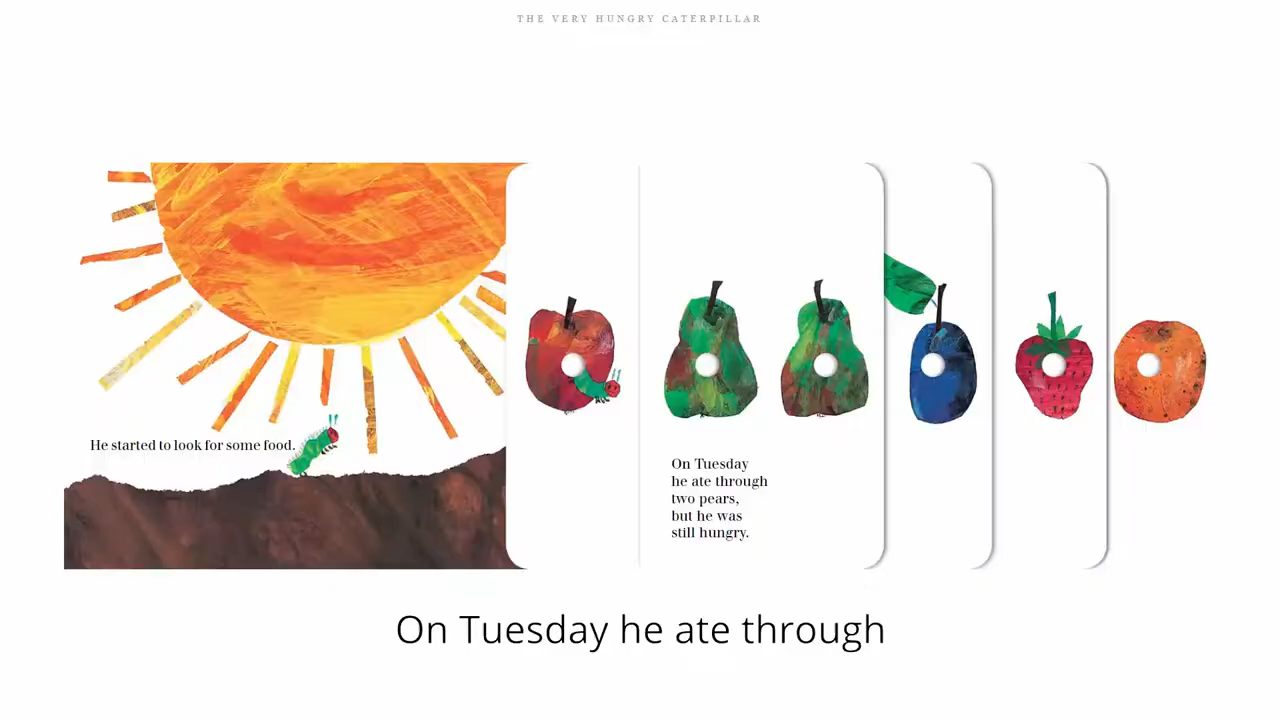 THE VERY HUNGRY CATERPILLAR
He started to look for some food.
On Tuesday
he ate through
two pears,
but he was
still hungry.
On Tuesday he ate through